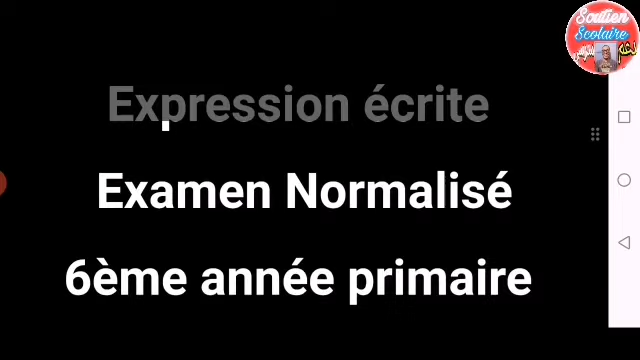 Soutien
Scolaire
Expression écrite
Examen Normalisé
6ème année primaire